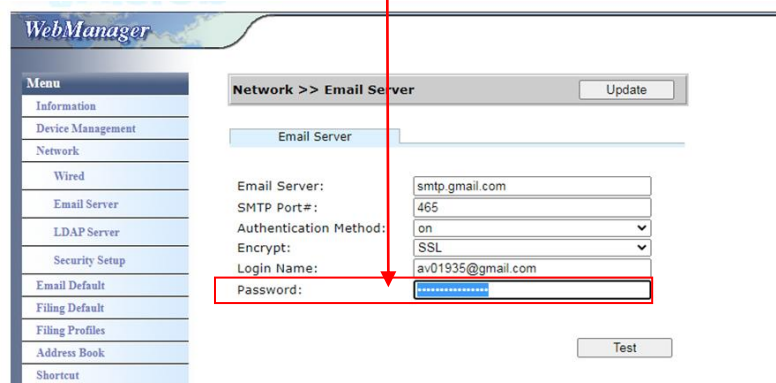 WebManager
Menu
Information
Device Management
Network
Wired
Email Server
LDAP Server
Security Setup
Email Default
Filing Default
Filing Profiles
Address Book
Shortcut
Network >> Email Server
Update
Email Server
Email Server: smtp.gmail.com
SMTP Port#: 465
Authentication Method: on
Encrypt: SSL
Login Name: av01935@gmail.com
Password: ••••••••••••••••
Test